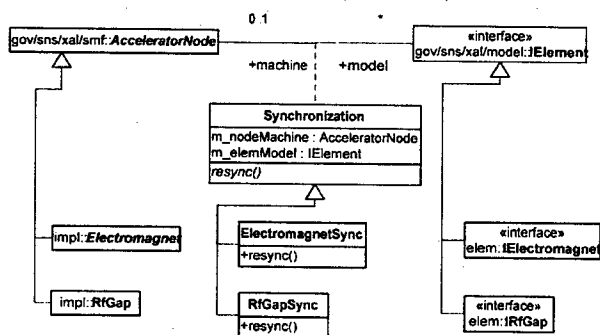 0.1 *
gov/sns/xal/smf::AcceleratorNode
«interface»
gov/sns/xal/model::IElement
+machine +model
Synchronization
m_nodeMachine : AcceleratorNode
m_elemModel : IElement
resync()
impl::Electromagnet
ElectromagnetSync
+resync()
«interface»
elem::IElectromagnet
impl::RfGap
RfGapSync
+resync()
«interface»
elem::IRfGap